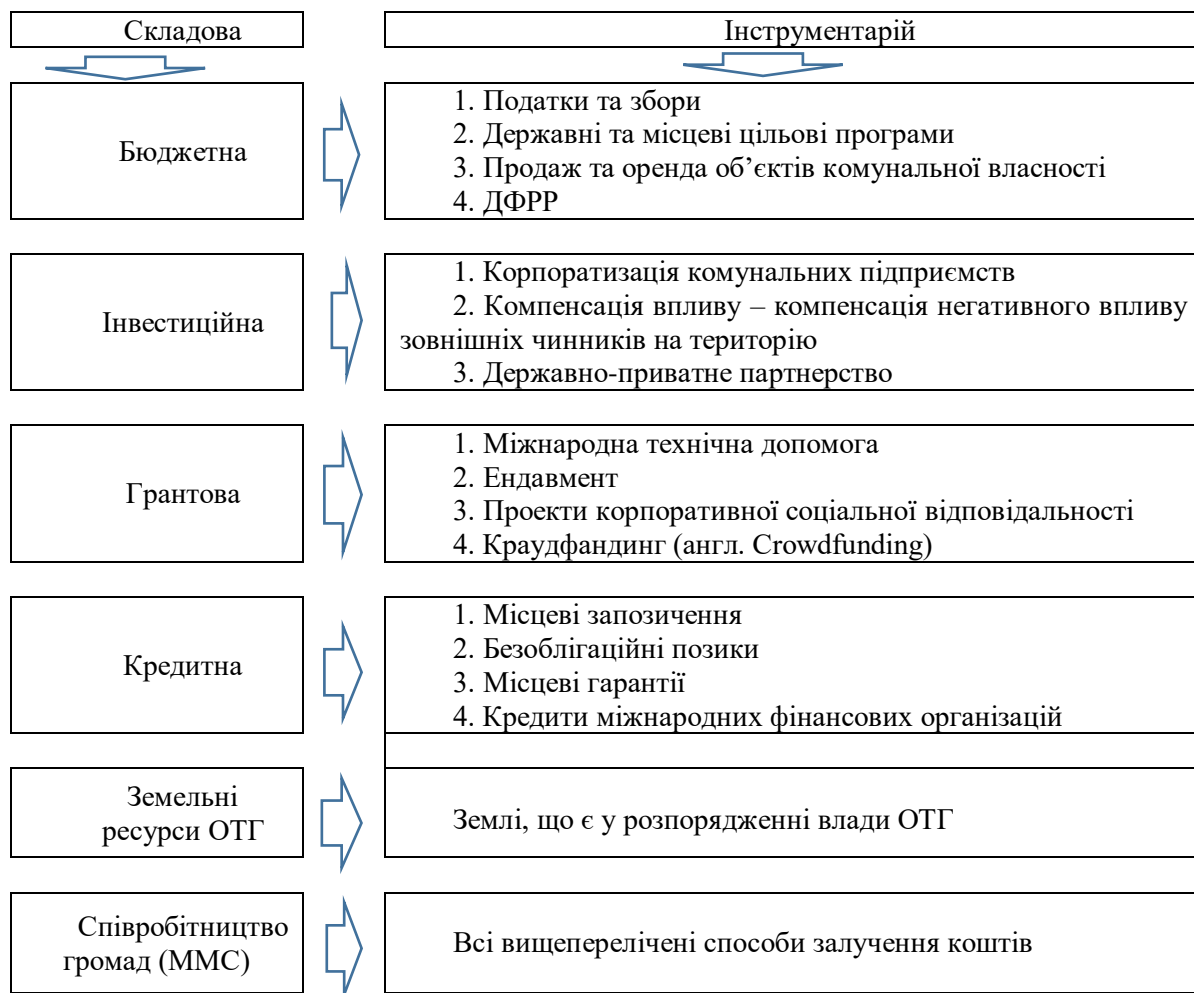 Складова
Інструментарій
Бюджетна
1. Податки та збори
2. Державні та місцеві цільові програми
3. Продаж та оренда об’єктів комунальної власності
4. ДФРР
Інвестиційна
1. Корпоратизація комунальних підприємств
2. Компенсація впливу – компенсація негативного впливу
зовнішніх чинників на територію
3. Державно-приватне партнерство
Грантова
1. Міжнародна технічна допомога
2. Ендавмент
3. Проекти корпоративної соціальної відповідальності
4. Краудфандинг (англ. Crowdfunding)
Кредитна
1. Місцеві запозичення
2. Безоблігаційні позики
3. Місцеві гарантії
4. Кредити міжнародних фінансових організацій
Земельні
ресурси ОТГ
Землі, що є у розпорядженні влади ОТГ
Співробітництво
громад (ММС)
Всі вищеперелічені способи залучення коштів